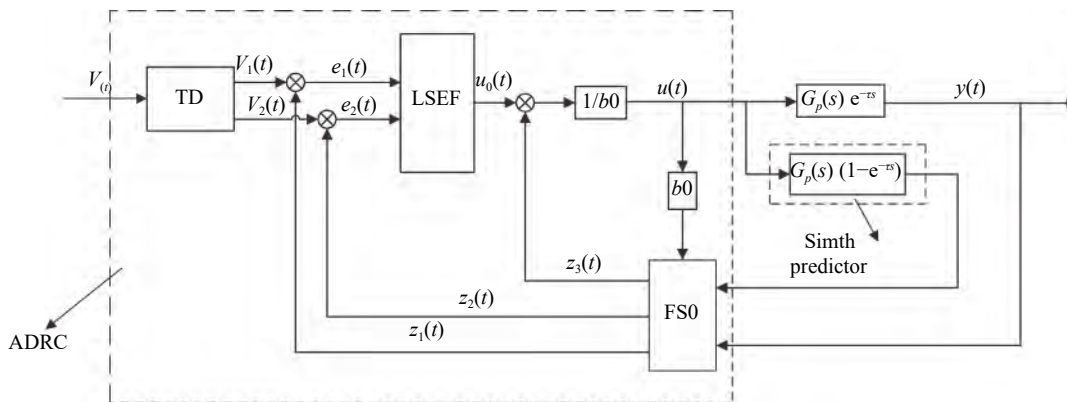 V(t)
TD
V₁(t)
V₂(t)
e₁(t)
e₂(t)
LSEF
u₀(t)
1/b0
u(t)
Gₚ(s) e⁻τˢ
y(t)
Gₚ(s) (1−e⁻τˢ)
b0
Simth
predictor
z₃(t)
z₂(t)
z₁(t)
FS0
ADRC